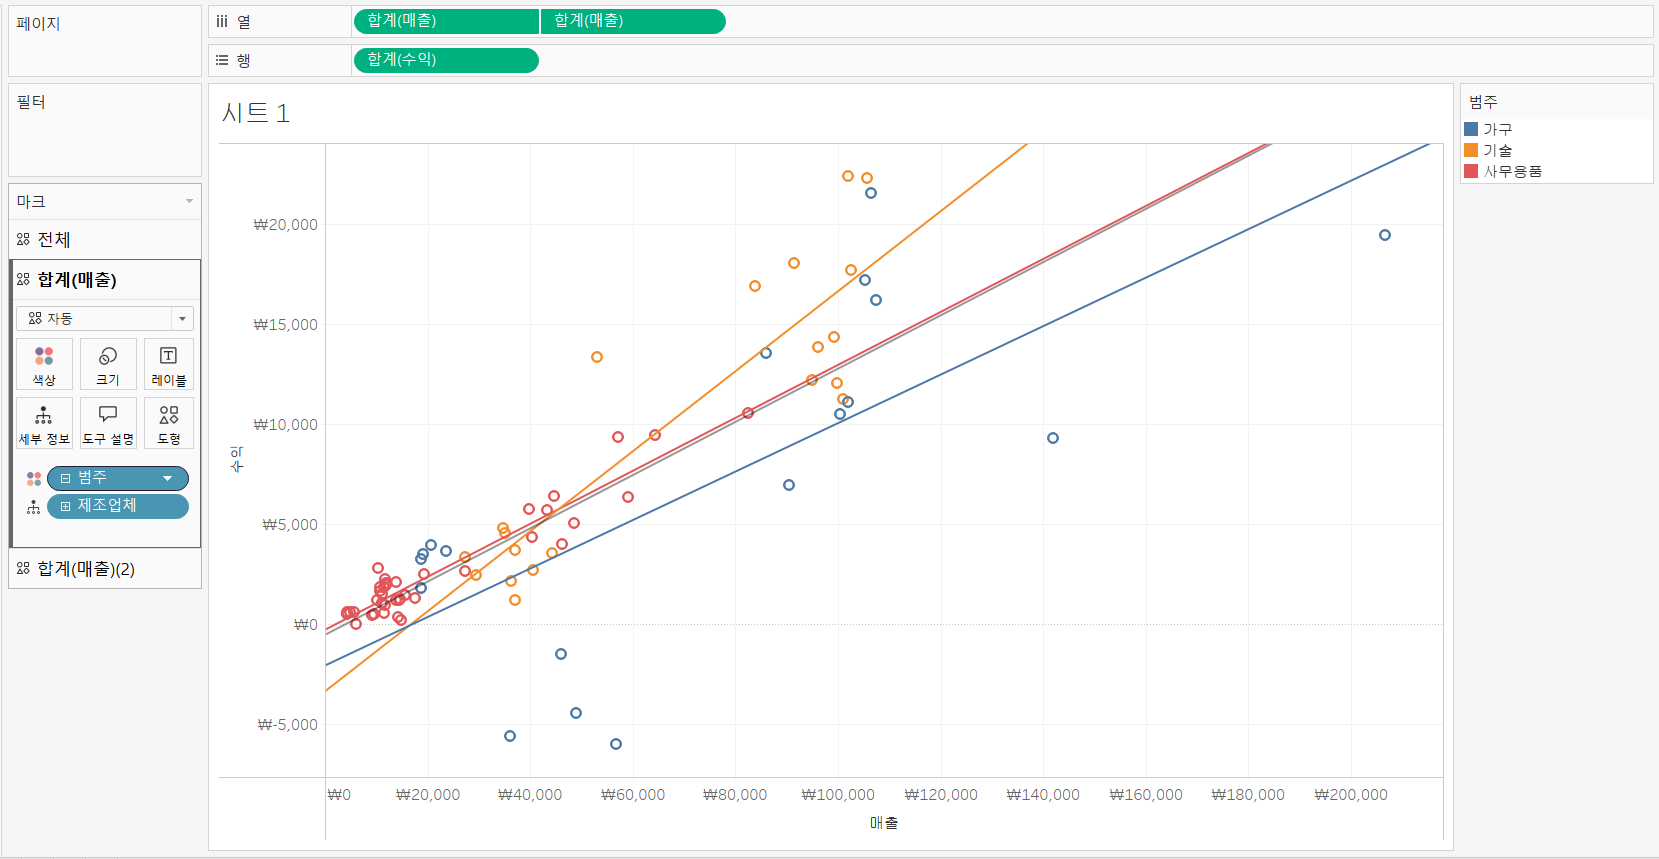 페이지
열
합계(매출)
합계(매출)
행
합계(수익)
필터
시트 1
범주
가구
기술
사무용품
마크
전체
합계(매출)
자동
색상
크기
레이블
세부 정보
도구 설명
도형
범주
제조업체
합계(매출)(2)
수익
₩20,000
₩15,000
₩10,000
₩5,000
₩0
₩-5,000
₩0
₩20,000
₩40,000
₩60,000
₩80,000
₩100,000
₩120,000
₩140,000
₩160,000
₩180,000
₩200,000
매출